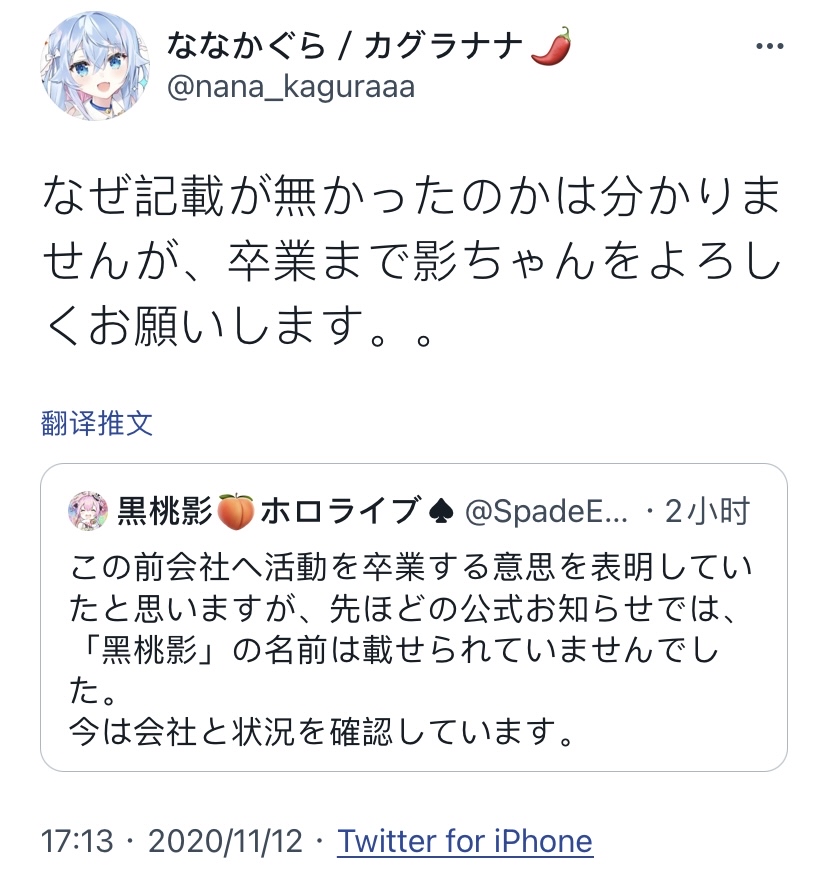 ななかぐら / カグラナナ🌶️
@nana_kaguraaa
なぜ記載が無かったのかは分かりま
せんが、卒業まで影ちゃんをよろし
くお願いします。。
翻译推文
黒桃影🍑ホロライブ♠️ @SpadeE... · 2小时
この前会社へ活動を卒業する意思を表明してい
たと思いますが、先ほどの公式お知らせでは、
「黑桃影」の名前は載せられていませんでし
た。
今は会社と状況を確認しています。
17:13 · 2020/11/12 · Twitter for iPhone